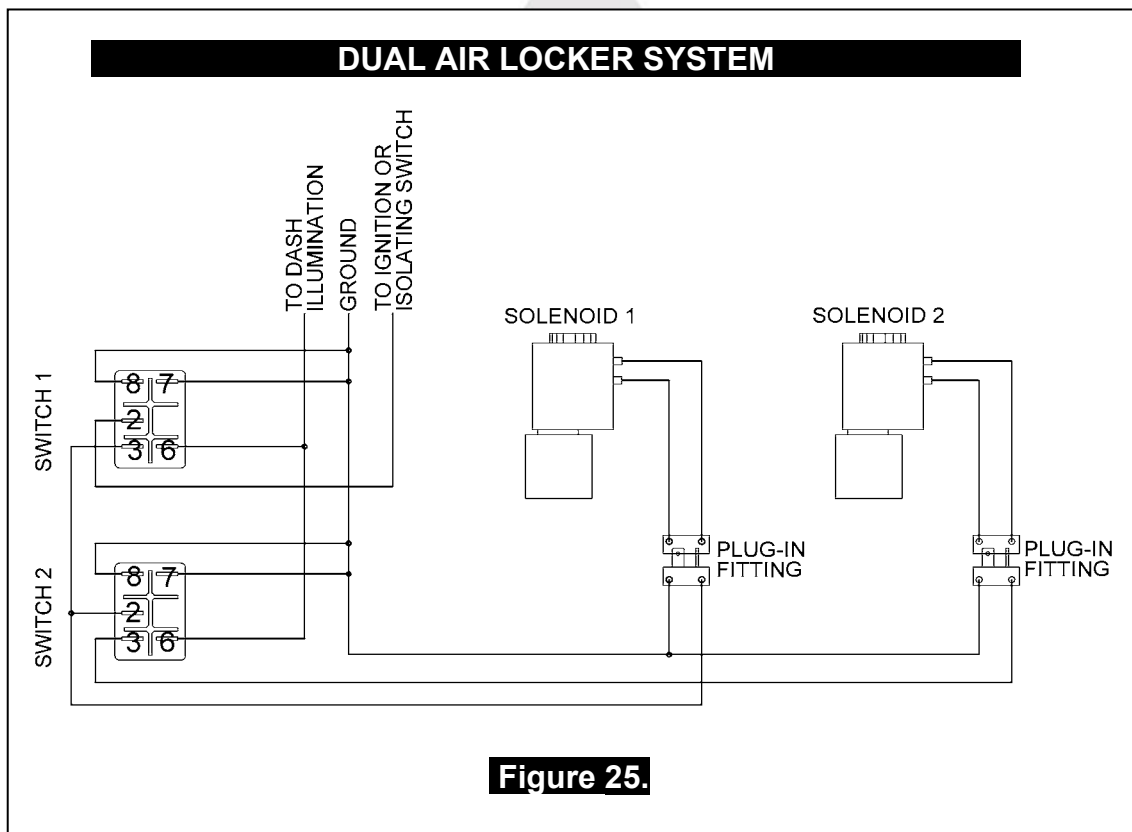 DUAL AIR LOCKER SYSTEM
TO DASH
ILLUMINATION
GROUND
TO IGNITION OR
ISOLATING SWITCH
SOLENOID 1
SOLENOID 2
SWITCH 1
8 7
2
3 6
SWITCH 2
8 7
2
3 6
PLUG-IN
FITTING
PLUG-IN
FITTING
Figure 25.